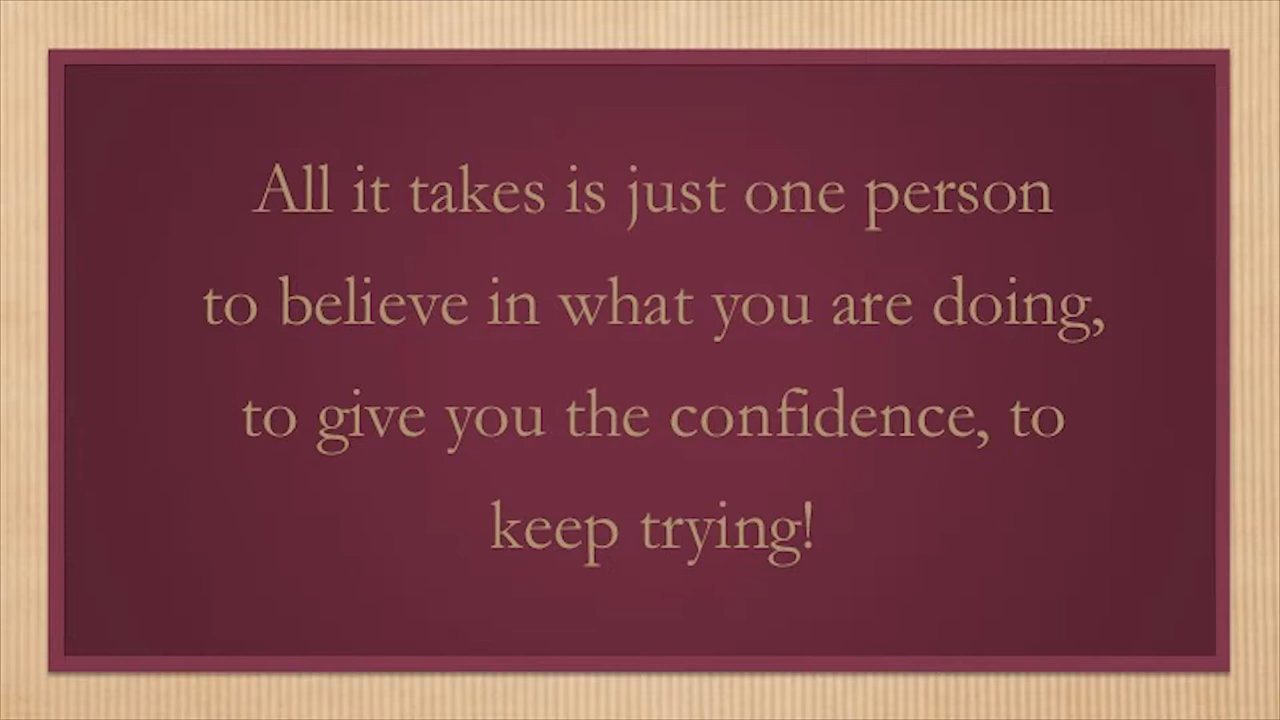 All it takes is just one person
to believe in what you are doing,
to give you the confidence, to
keep trying!